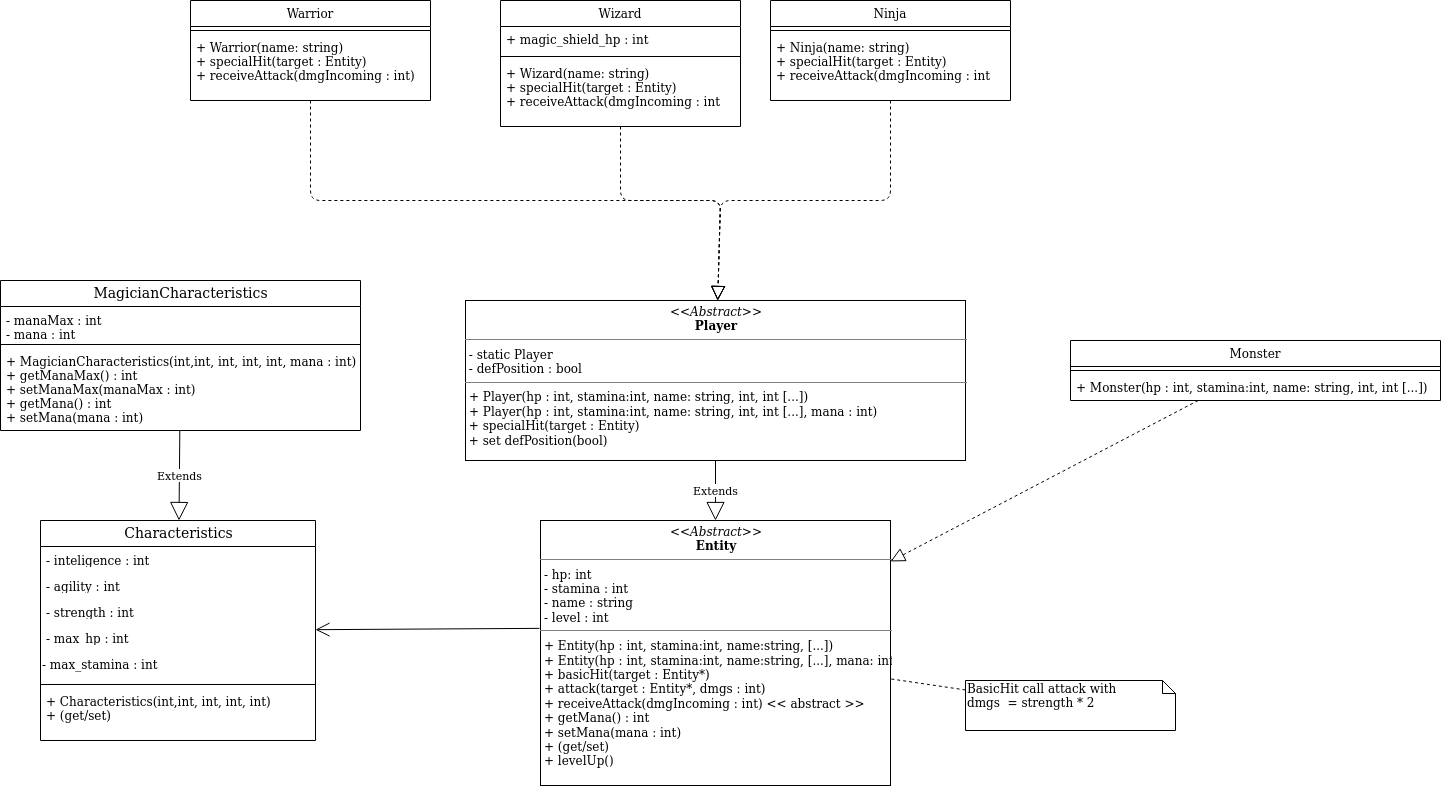 Warrior
+ Warrior(name: string)
+ specialHit(target : Entity)
+ receiveAttack(dmgIncoming : int)
Wizard
+ magic_shield_hp : int
+ Wizard(name: string)
+ specialHit(target : Entity)
+ receiveAttack(dmgIncoming : int
Ninja
+ Ninja(name: string)
+ specialHit(target : Entity)
+ receiveAttack(dmgIncoming : int
MagicianCharacteristics
- manaMax : int
- mana : int
+ MagicianCharacteristics(int,int, int, int, int, mana : int)
+ getManaMax() : int
+ setManaMax(manaMax : int)
+ getMana() : int
+ setMana(mana : int)
Extends
<<Abstract>>
Player
- static Player
- defPosition : bool
+ Player(hp : int, stamina:int, name: string, int, int [...])
+ Player(hp : int, stamina:int, name: string, int, int [...], mana : int)
+ specialHit(target : Entity)
+ set defPosition(bool)
Extends
Monster
+ Monster(hp : int, stamina:int, name: string, int, int [...])
Characteristics
- inteligence : int
- agility : int
- strength : int
- max_hp : int
- max_stamina : int
+ Characteristics(int,int, int, int, int)
+ (get/set)
<<Abstract>>
Entity
- hp: int
- stamina : int
- name : string
- level : int
+ Entity(hp : int, stamina:int, name:string, [...])
+ Entity(hp : int, stamina:int, name:string, [...], mana: int
+ basicHit(target : Entity*)
+ attack(target : Entity*, dmgs : int)
+ receiveAttack(dmgIncoming : int) << abstract >>
+ getMana() : int
+ setMana(mana : int)
+ (get/set)
+ levelUp()
BasicHit call attack with
dmgs  = strength * 2